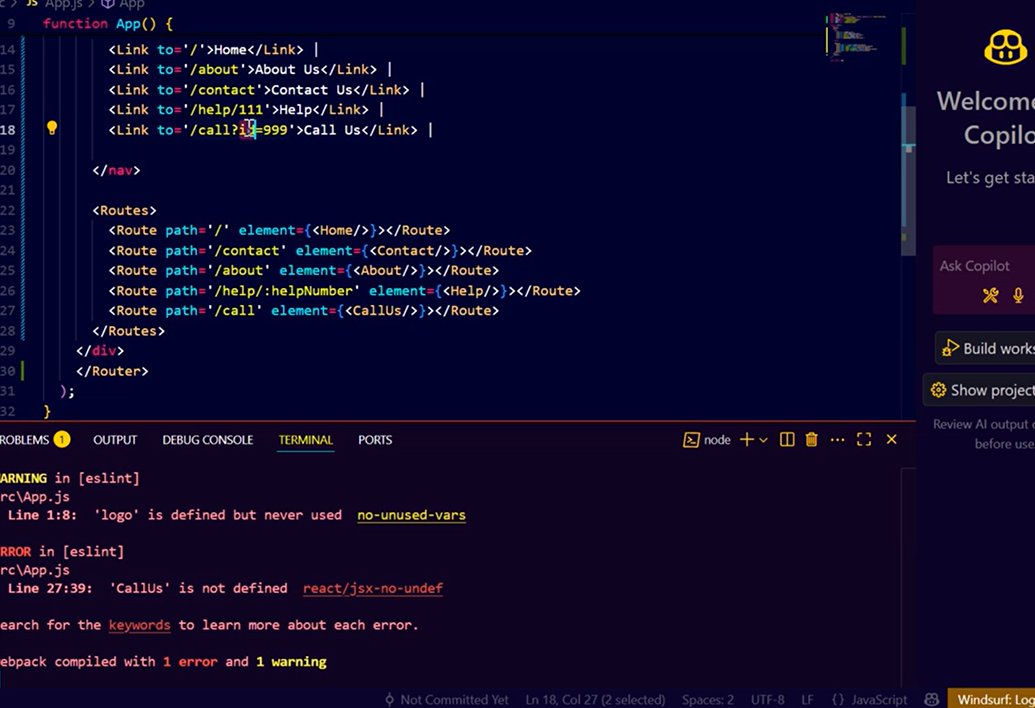 JS App.js > App
9 function App() {
14 <Link to='/'>Home</Link> |
15 <Link to='/about'>About Us</Link> |
16 <Link to='/contact'>Contact Us</Link> |
17 <Link to='/help/111'>Help</Link> |
18 <Link to='/call?id=999'>Call Us</Link> |
19
20 </nav>
21
22 <Routes>
23 <Route path='/' element={<Home/>}></Route>
24 <Route path='/contact' element={<Contact/>}></Route>
25 <Route path='/about' element={<About/>}></Route>
26 <Route path='/help/:helpNumber' element={<Help/>}></Route>
27 <Route path='/call' element={<CallUs/>}></Route>
28 </Routes>
29 </div>
30 </Router>
31 );
32 }
Welcome
Copilo
Let's get sta
Ask Copilot
Build works
Show project
Review AI output o
before use
ROBLEMS 1 OUTPUT DEBUG CONSOLE TERMINAL PORTS node
ARNING in [eslint]
rc\App.js
Line 1:8: 'logo' is defined but never used no-unused-vars
RROR in [eslint]
rc\App.js
Line 27:39: 'CallUs' is not defined react/jsx-no-undef
earch for the keywords to learn more about each error.
ebpack compiled with 1 error and 1 warning
Not Committed Yet Ln 18, Col 27 (2 selected) Spaces: 2 UTF-8 LF {} JavaScript Windsurf: Log